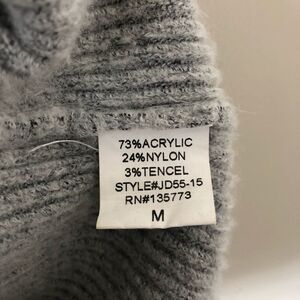 73%ACRYLIC
24%NYLON
3%TENCEL
STYLE#JD55-15
RN#135773
M